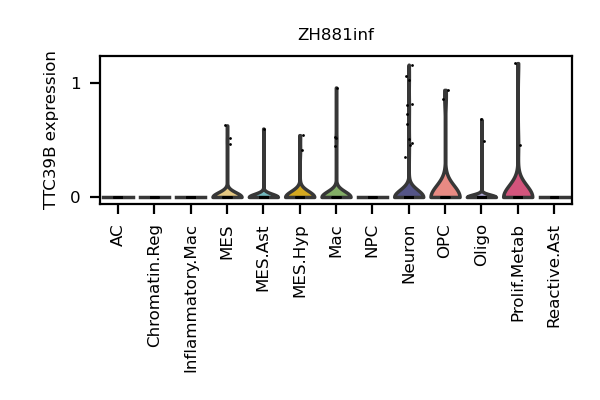 ZH881inf
TTC39B expression
1
0
AC
Chromatin.Reg
Inflammatory.Mac
MES
MES.Ast
MES.Hyp
Mac
NPC
Neuron
OPC
Oligo
Prolif.Metab
Reactive.Ast